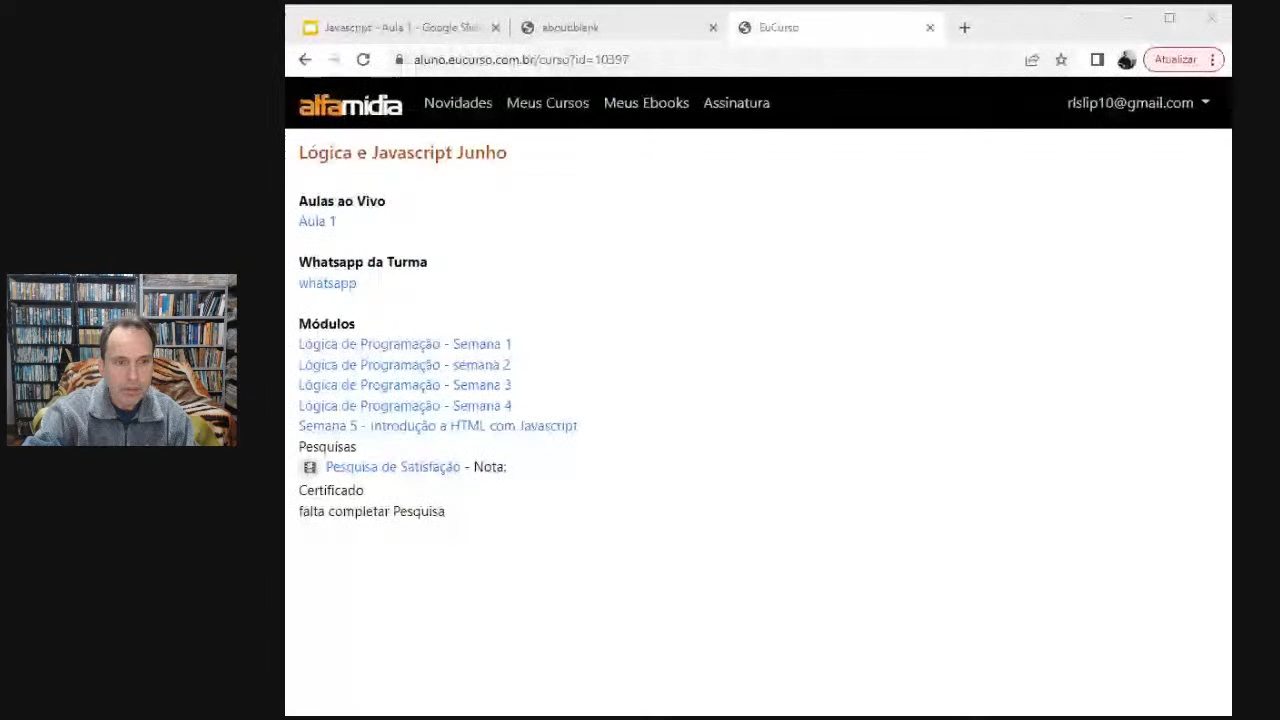 Javascript - Aula 1 - Google Slid
about:blank
EuCurso
aluno.eucurso.com.br/curso?id=10397
Atualizar
alfamídia
Novidades
Meus Cursos
Meus Ebooks
Assinatura
rlslip10@gmail.com
Lógica e Javascript Junho
Aulas ao Vivo
Aula 1
Whatsapp da Turma
whatsapp
Módulos
Lógica de Programação - Semana 1
Lógica de Programação - semana 2
Lógica de Programação - Semana 3
Lógica de Programação - Semana 4
Semana 5 - introdução a HTML com Javascript
Pesquisas
Pesquisa de Satisfação - Nota:
Certificado
falta completar Pesquisa